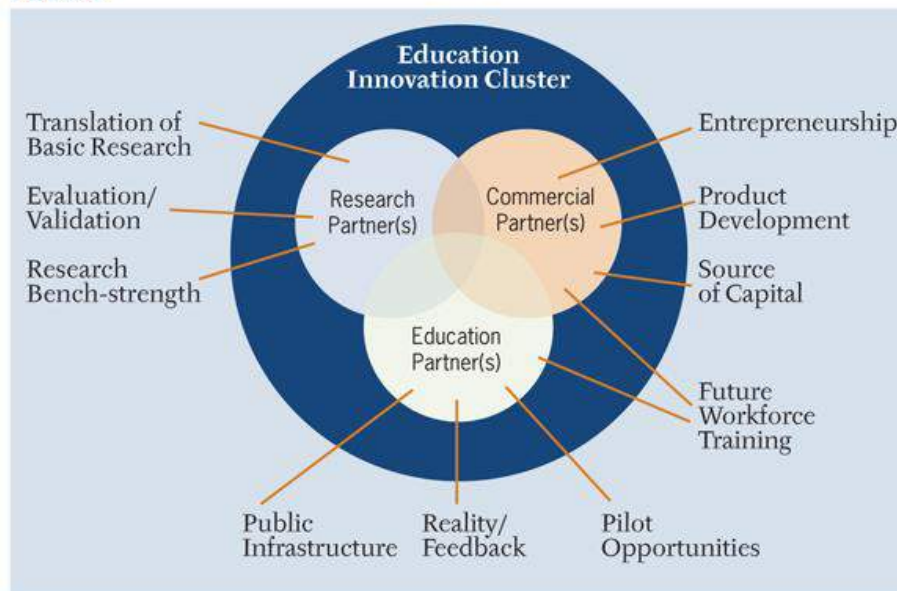 Education
Innovation Cluster
Translation of
Basic Research
Evaluation/
Validation
Research
Bench-strength
Research
Partner(s)
Commercial
Partner(s)
Education
Partner(s)
Entrepreneurship
Product
Development
Source
of Capital
Future
Workforce
Training
Public
Infrastructure
Reality/
Feedback
Pilot
Opportunities